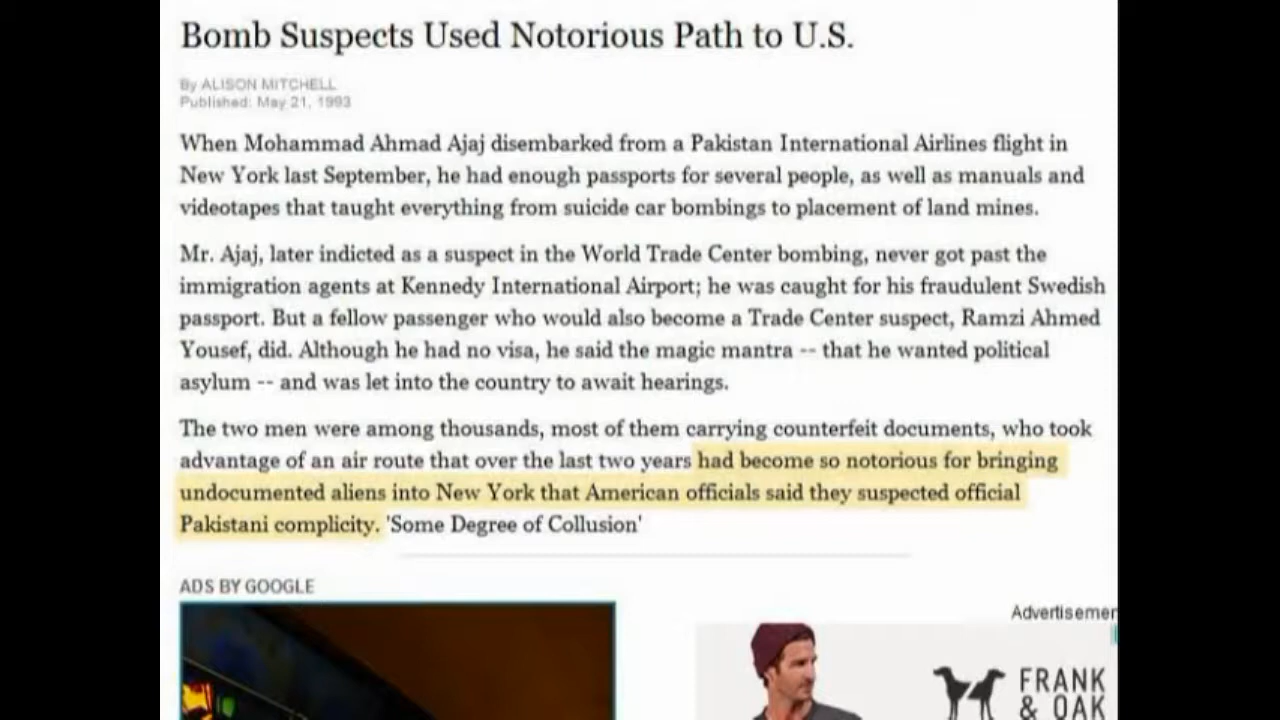 Bomb Suspects Used Notorious Path to U.S.
By ALISON MITCHELL
Published: May 21, 1993
When Mohammad Ahmad Ajaj disembarked from a Pakistan International Airlines flight in
New York last September, he had enough passports for several people, as well as manuals and
videotapes that taught everything from suicide car bombings to placement of land mines.
Mr. Ajaj, later indicted as a suspect in the World Trade Center bombing, never got past the
immigration agents at Kennedy International Airport; he was caught for his fraudulent Swedish
passport. But a fellow passenger who would also become a Trade Center suspect, Ramzi Ahmed
Yousef, did. Although he had no visa, he said the magic mantra -- that he wanted political
asylum -- and was let into the country to await hearings.
The two men were among thousands, most of them carrying counterfeit documents, who took
advantage of an air route that over the last two years had become so notorious for bringing
undocumented aliens into New York that American officials said they suspected official
Pakistani complicity. 'Some Degree of Collusion'
ADS BY GOOGLE
Advertisemen
FRANK
& OAK